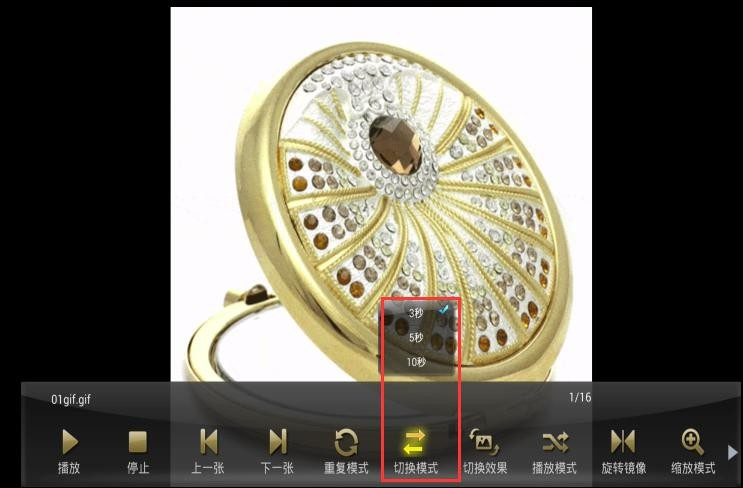 3秒
5秒
10秒
01gif.gif
1/16
播放 停止 上一张 下一张 重复模式 切换模式 切换效果 播放模式 旋转镜像 缩放模式